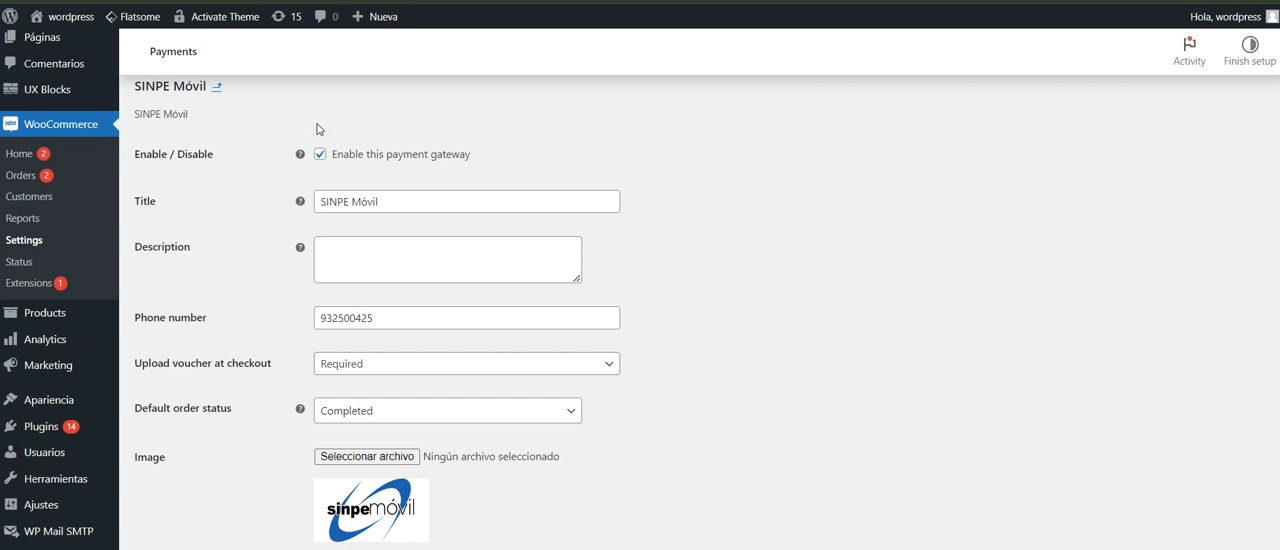 wordpress Flatsome Activate Theme 15 0 Nueva Hola, wordpress
Páginas
Comentarios
UX Blocks
WooCommerce
Home 2
Orders 2
Customers
Reports
Settings
Status
Extensions 1
Products
Analytics
Marketing
Apariencia
Plugins 14
Usuarios
Herramientas
Ajustes
WP Mail SMTP
Payments
Activity
Finish setup
SINPE Móvil
SINPE Móvil
Enable / Disable Enable this payment gateway
Title SINPE Móvil
Description
Phone number 932500425
Upload voucher at checkout Required
Default order status Completed
Image Seleccionar archivo Ningún archivo seleccionado
sinpemóvil